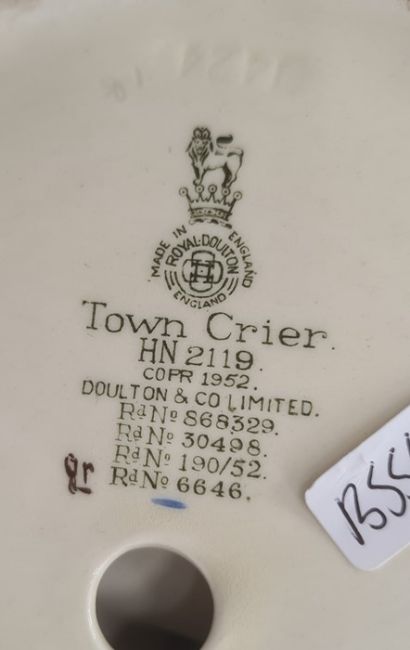 MADE IN ENGLAND
ROYAL·DOULTON
ENGLAND
Town Crier.
HN 2119.
COPR 1952.
DOULTON & CO LIMITED.
Rd No 868329.
Rd No 30498.
Rd No 190/52.
Rd No 6646.